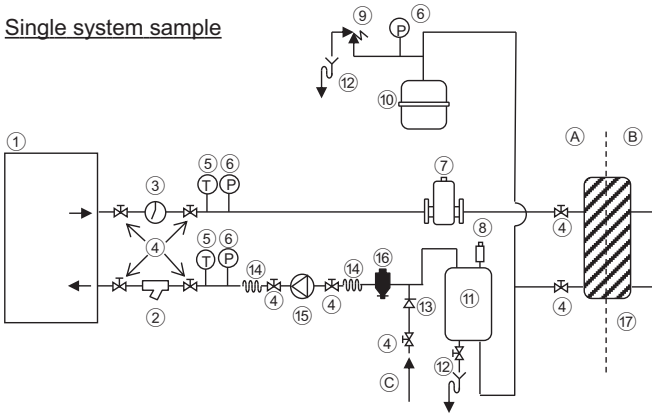 Single system sample
⑨ ⑥
P
⑫
⑩
Ⓐ Ⓑ
①
③ ⑤ ⑥ ⑦
T P
⑧
④ ⑤ ⑥ ④
T P ⑭ ⑭ ⑯
④ ④ ⑪
② ⑮ ⑬ ④
④ ⑫ ⑰
Ⓒ